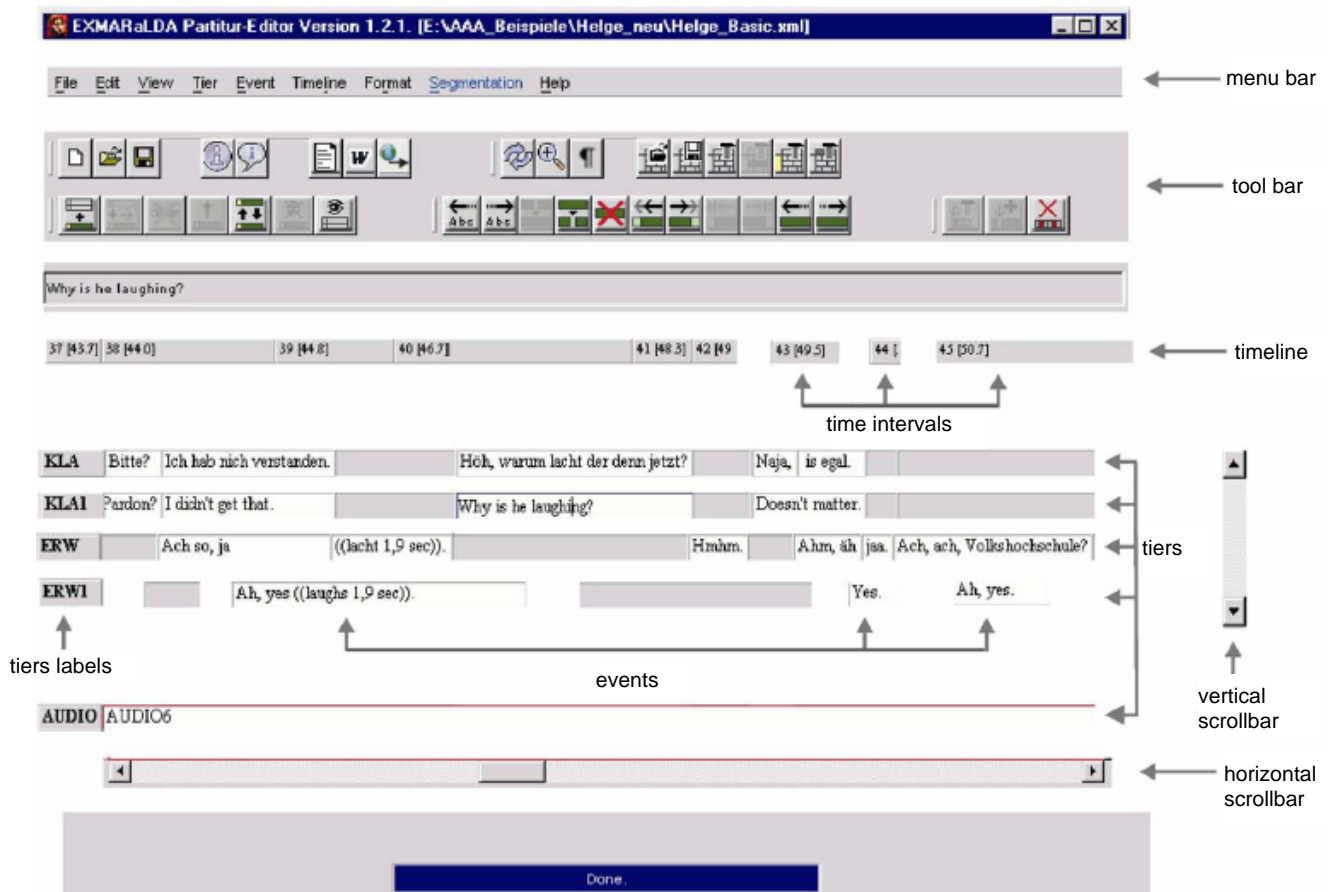 EXMARaLDA Partitur-Editor Version 1.2.1. [E:\AAA_Beispiele\Helge_neu\Helge_Basic.xml]
File Edit View Tier Event Timeline Format Segmentation Help
menu bar
W
tool bar
Abc Abc
Why is he laughing?
37 [43.7] 38 [44.0] 39 [44.8] 40 [46.7] 41 [48.3] 42 [49 43 [49.5] 44 [. 45 [50.7]
timeline
time intervals
KLA Bitte? Ich hab nich verstanden. Höh, warum lacht der denn jetzt? Naja, is egal.
KLA1 Pardon? I didn't get that. Why is he laughing? Doesn't matter.
ERW Ach so, ja ((lacht 1,9 sec)). Hmhm. Ahm, äh jaa. Ach, ach, Volkshochschule?
tiers
ERW1 Ah, yes ((laughs 1,9 sec)). Yes. Ah, yes.
tiers labels
events
vertical
scrollbar
AUDIO AUDIO6
horizontal
scrollbar
Done.